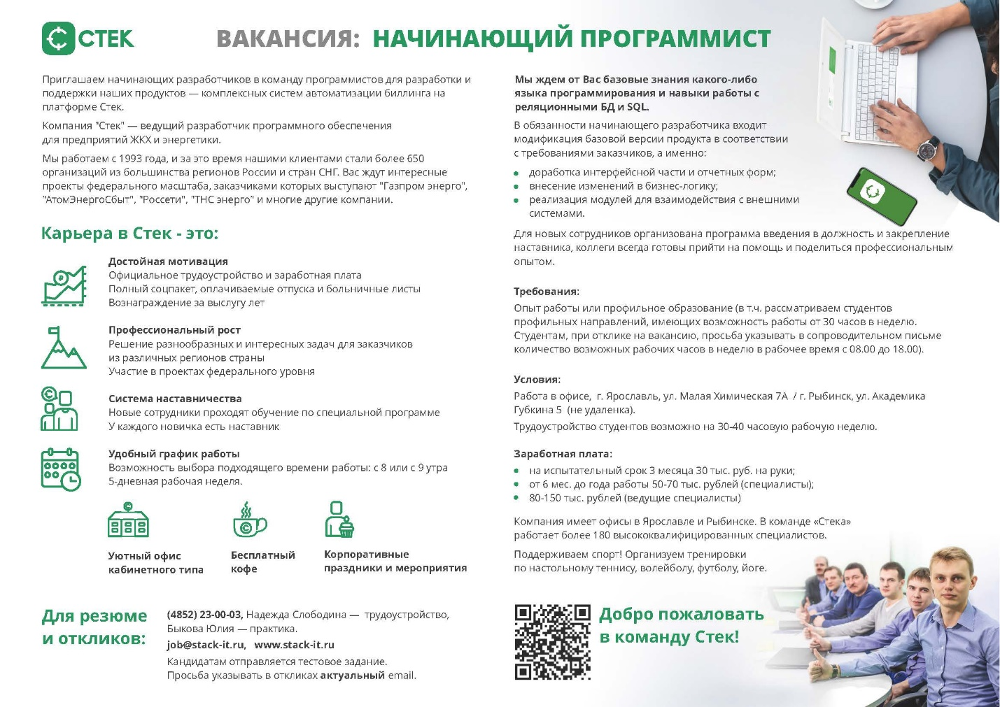 СТЕК
ВАКАНСИЯ: НАЧИНАЮЩИЙ ПРОГРАММИСТ
Приглашаем начинающих разработчиков в команду программистов для разработки и
поддержки наших продуктов — комплексных систем автоматизации биллинга на
платформе Стек.
Компания "Стек" — ведущий разработчик программного обеспечения
для предприятий ЖКХ и энергетики.
Мы работаем с 1993 года, и за это время нашими клиентами стали более 650
организаций из большинства регионов России и стран СНГ. Вас ждут интересные
проекты федерального масштаба, заказчиками которых выступают "Газпром энерго",
"АтомЭнергоСбыт", "Россети", "ТНС энерго" и многие другие компании.
Карьера в Стек - это:
Достойная мотивация
Официальное трудоустройство и заработная плата
Полный соцпакет, оплачиваемые отпуска и больничные листы
Вознаграждение за выслугу лет
Профессиональный рост
Решение разнообразных и интересных задач для заказчиков
из различных регионов страны
Участие в проектах федерального уровня
Система наставничества
Новые сотрудники проходят обучение по специальной программе
У каждого новичка есть наставник
Удобный график работы
Возможность выбора подходящего времени работы: с 8 или с 9 утра
5-дневная рабочая неделя.
Уютный офис
кабинетного типа
Бесплатный
кофе
Корпоративные
праздники и мероприятия
Для резюме
и откликов:
(4852) 23-00-03, Надежда Слободина — трудоустройство,
Быкова Юлия — практика.
job@stack-it.ru, www.stack-it.ru
Кандидатам отправляется тестовое задание.
Просьба указывать в откликах актуальный email.
Мы ждем от Вас базовые знания какого-либо
языка программирования и навыки работы с
реляционными БД и SQL.
В обязанности начинающего разработчика входит
модификация базовой версии продукта в соответствии
с требованиями заказчиков, а именно:
• доработка интерфейсной части и отчетных форм;
• внесение изменений в бизнес-логику;
• реализация модулей для взаимодействия с внешними
системами.
Для новых сотрудников организована программа введения в должность и закрепление
наставника, коллеги всегда готовы прийти на помощь и поделиться профессиональным
опытом.
Требования:
Опыт работы или профильное образование (в т.ч. рассматриваем студентов
профильных направлений, имеющих возможность работы от 30 часов в неделю.
Студентам, при отклике на вакансию, просьба указывать в сопроводительном письме
количество возможных рабочих часов в неделю в рабочее время с 08.00 до 18.00).
Условия:
Работа в офисе, г. Ярославль, ул. Малая Химическая 7А / г. Рыбинск, ул. Академика
Губкина 5 (не удаленка).
Трудоустройство студентов возможно на 30-40 часовую рабочую неделю.
Заработная плата:
• на испытательный срок 3 месяца 30 тыс. руб. на руки;
• от 6 мес. до года работы 50-70 тыс. рублей (специалисты);
• 80-150 тыс. рублей (ведущие специалисты)
Компания имеет офисы в Ярославле и Рыбинске. В команде «Стека»
работает более 180 высококвалифицированных специалистов.
Поддерживаем спорт! Организуем тренировки
по настольному теннису, волейболу, футболу, йоге.
Добро пожаловать
в команду Стек!